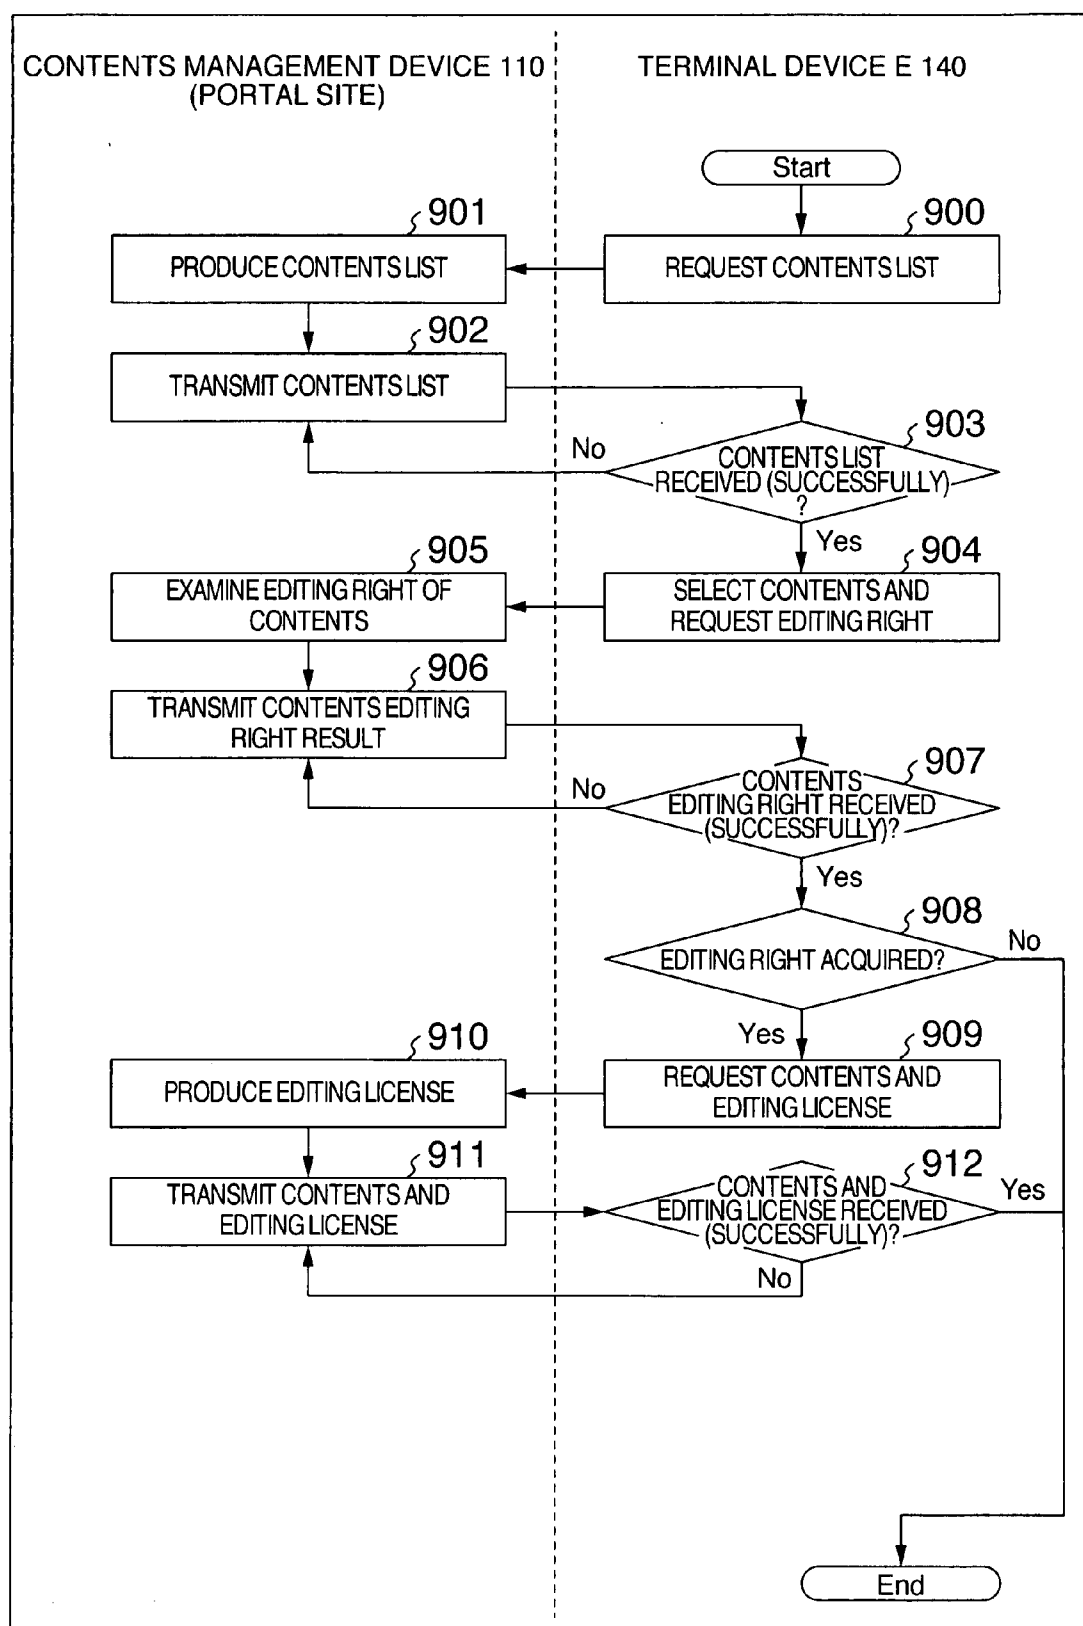 CONTENTS MANAGEMENT DEVICE 110
(PORTAL SITE)
TERMINAL DEVICE E 140
Start
900
REQUEST CONTENTS LIST
901
PRODUCE CONTENTS LIST
902
TRANSMIT CONTENTS LIST
903
CONTENTS LIST
RECEIVED (SUCCESSFULLY)
?
No
Yes
904
SELECT CONTENTS AND
REQUEST EDITING RIGHT
905
EXAMINE EDITING RIGHT OF
CONTENTS
906
TRANSMIT CONTENTS EDITING
RIGHT RESULT
907
CONTENTS
EDITING RIGHT RECEIVED
(SUCCESSFULLY)?
No
Yes
908
EDITING RIGHT ACQUIRED?
No
Yes
909
REQUEST CONTENTS AND
EDITING LICENSE
910
PRODUCE EDITING LICENSE
911
TRANSMIT CONTENTS AND
EDITING LICENSE
912
CONTENTS AND
EDITING LICENSE RECEIVED
(SUCCESSFULLY)?
Yes
No
End